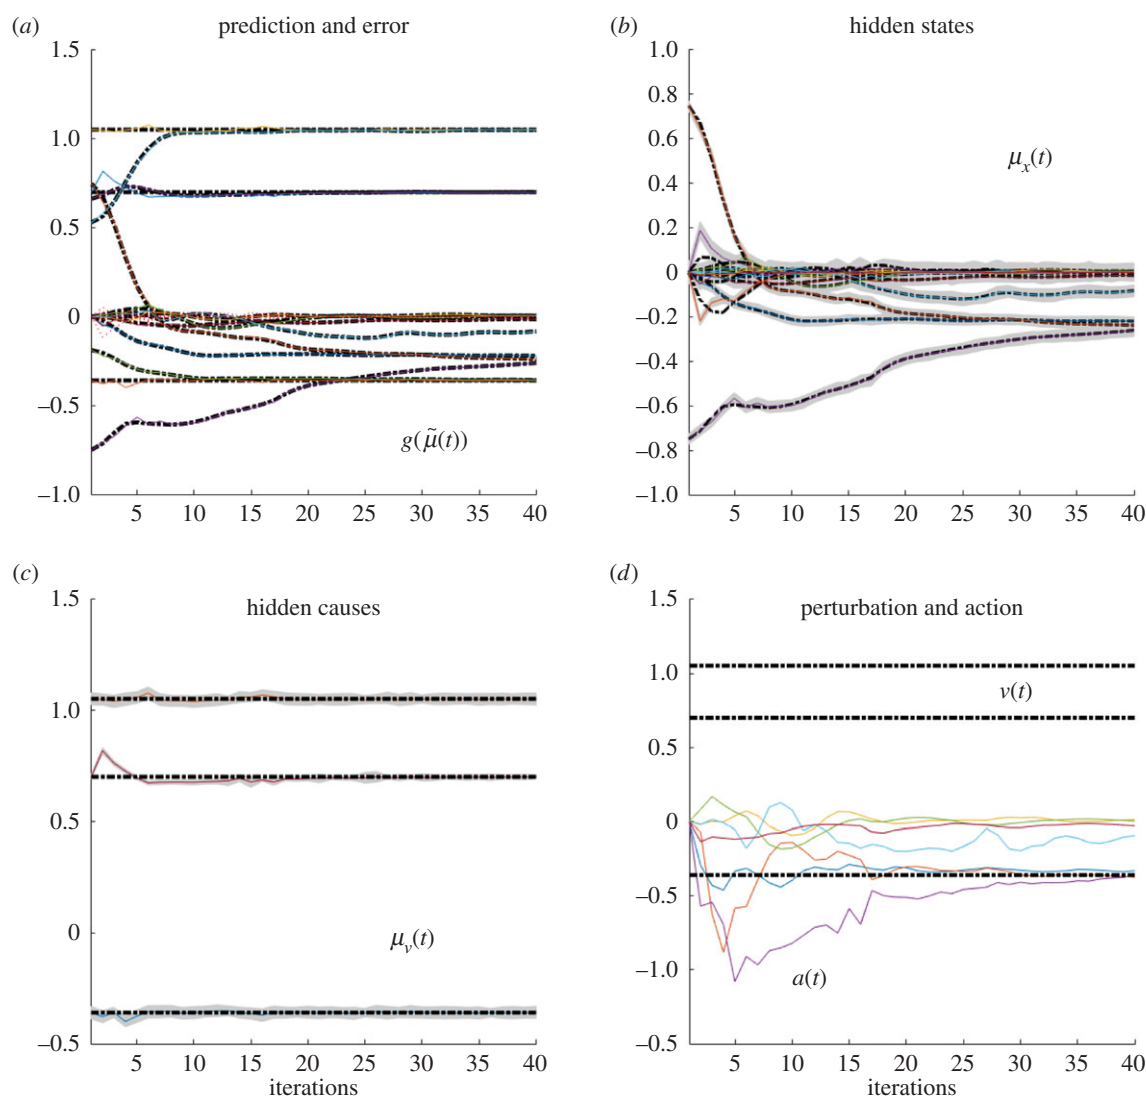 (a) prediction and error
1.5
1.0
0.5
0
–0.5
–1.0
g(μ̃(t))
5 10 15 20 25 30 35 40
(b) hidden states
1.0
0.8
0.6
0.4
0.2
0
–0.2
–0.4
–0.6
–0.8
–1.0
μx(t)
5 10 15 20 25 30 35 40
(c) hidden causes
1.5
1.0
0.5
0
–0.5
μv(t)
5 10 15 20 25 30 35 40
iterations
(d) perturbation and action
1.5
1.0
0.5
0
–0.5
–1.0
–0.5
v(t)
a(t)
5 10 15 20 25 30 35 40
iterations